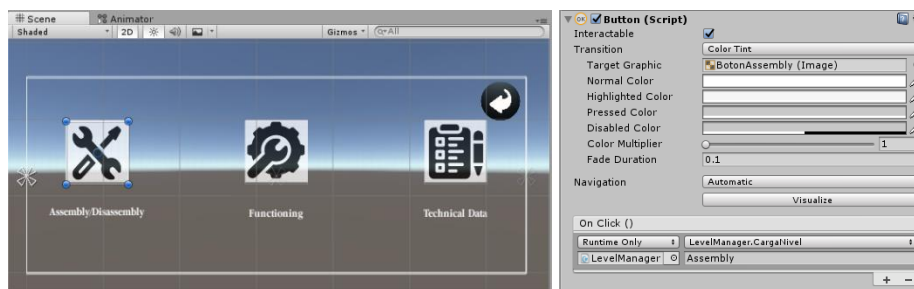 Scene Animator
Shaded 2D Gizmos All
Assembly/Disassembly Functioning Technical Data
Button (Script)
Interactable
Transition Color Tint
Target Graphic BotonAssembly (Image)
Normal Color
Highlighted Color
Pressed Color
Disabled Color
Color Multiplier 1
Fade Duration 0.1
Navigation Automatic
Visualize
On Click ()
Runtime Only LevelManager.CargaNivel
LevelManager Assembly